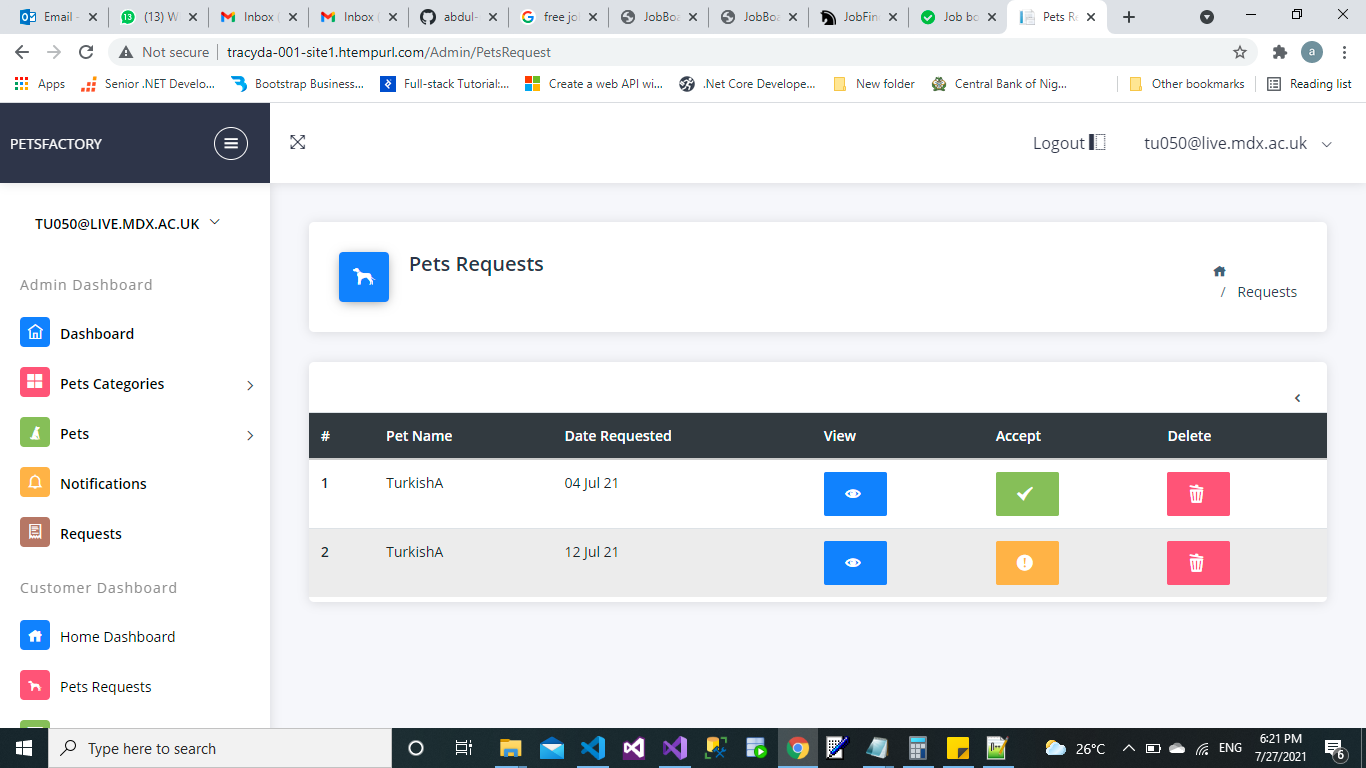 Email –
(13) W
Inbox (
Inbox (
abdul-
free jo
JobBoa
JobBoa
JobFin
Job bo
Pets R
Not secure | tracyda-001-site1.htempurl.com/Admin/PetsRequest
a
Apps
Senior .NET Develo...
Bootstrap Business...
Full-stack Tutorial:...
Create a web API wi...
.Net Core Develope...
New folder
Central Bank of Nig...
Other bookmarks
Reading list
PETSFACTORY
Logout
tu050@live.mdx.ac.uk
TU050@LIVE.MDX.AC.UK
Admin Dashboard
Dashboard
Pets Categories
Pets
Notifications
Requests
Customer Dashboard
Home Dashboard
Pets Requests
Pets Requests
/ Requests
# Pet Name Date Requested View Accept Delete
1 TurkishA 04 Jul 21
2 TurkishA 12 Jul 21
Type here to search
26°C
ENG
6:21 PM
7/27/2021
6